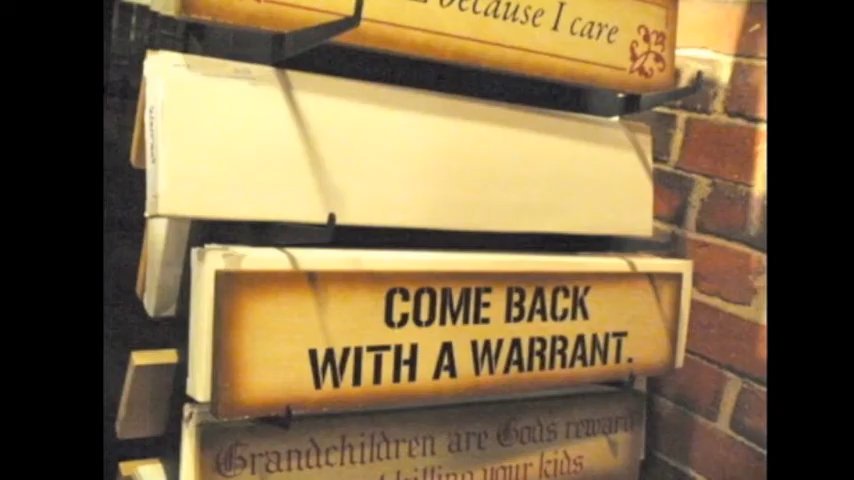 because I care
COME BACK
WITH A WARRANT.
Grandchildren are Gods reward
killing your kids